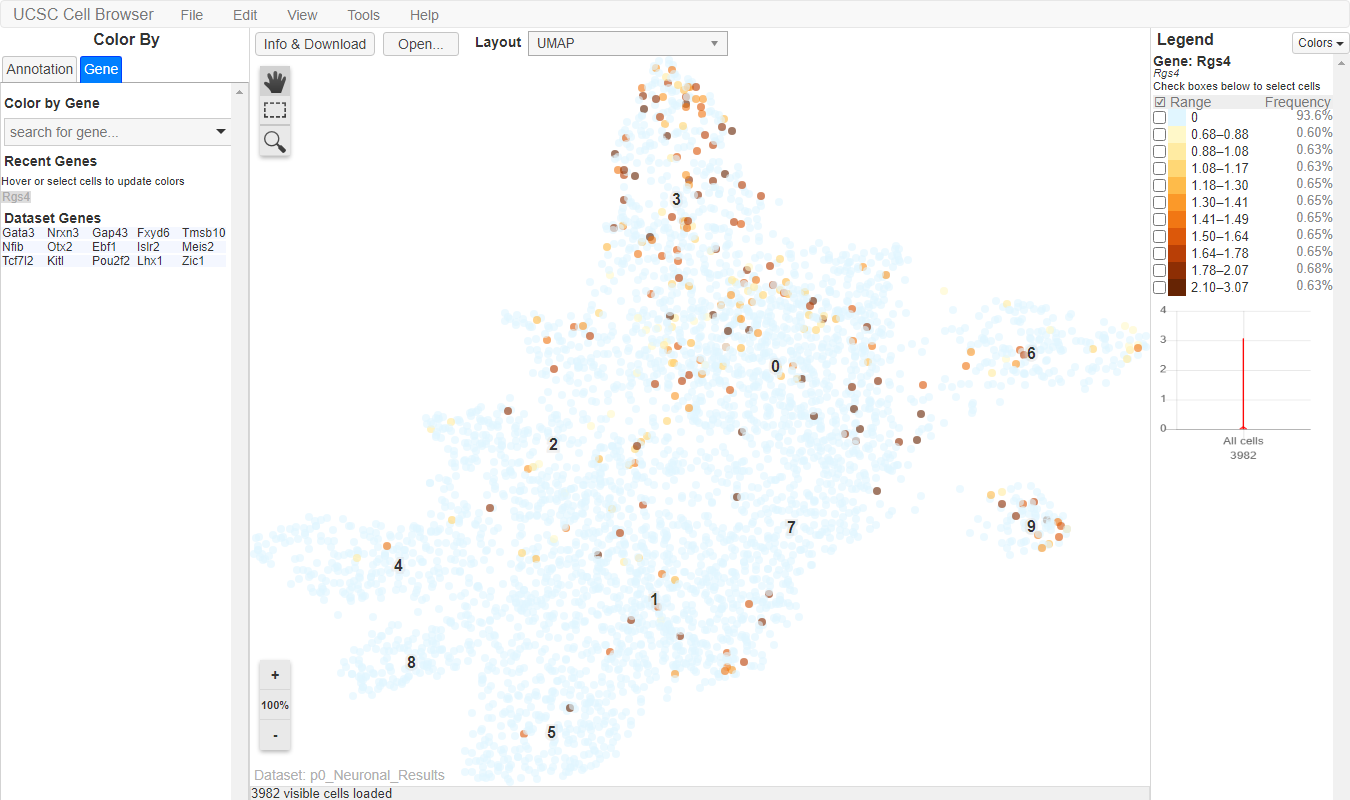 UCSC Cell Browser File Edit View Tools Help
Color By
Annotation Gene
Color by Gene
search for gene...
Recent Genes
Hover or select cells to update colors
Rgs4
Dataset Genes
Gata3 Nrxn3 Gap43 Fxyd6 Tmsb10
Nfib Otx2 Ebf1 Islr2 Meis2
Tcf7l2 Kitl Pou2f2 Lhx1 Zic1
Info & Download Open... Layout UMAP
3
6
0
2
9
7
4
1
8
5
+
100%
-
Dataset: p0_Neuronal_Results
3982 visible cells loaded
Legend Colors
Gene: Rgs4
Rgs4
Check boxes below to select cells
Range Frequency
0 93.6%
0.68–0.88 0.60%
0.88–1.08 0.63%
1.08–1.17 0.63%
1.18–1.30 0.65%
1.30–1.41 0.65%
1.41–1.49 0.65%
1.50–1.64 0.65%
1.64–1.78 0.65%
1.78–2.07 0.68%
2.10–3.07 0.63%
4
3
2
1
0
All cells
3982